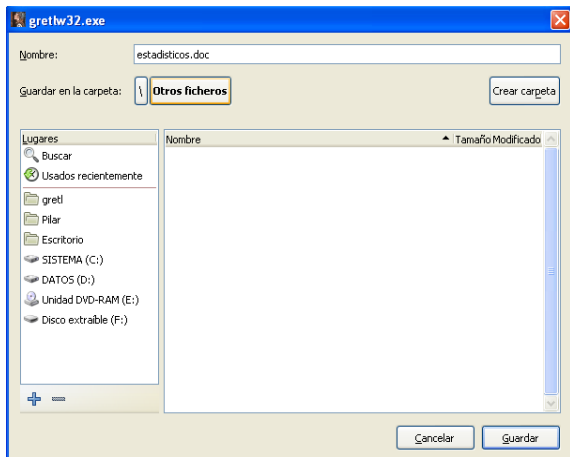 gretlw32.exe
Nombre: estadisticos.doc
Guardar en la carpeta: \ Otros ficheros Crear carpeta
Lugares Nombre Tamaño Modificado
Buscar
Usados recientemente
gretl
Pilar
Escritorio
SISTEMA (C:)
DATOS (D:)
Unidad DVD-RAM (E:)
Disco extraíble (F:)
Cancelar Guardar